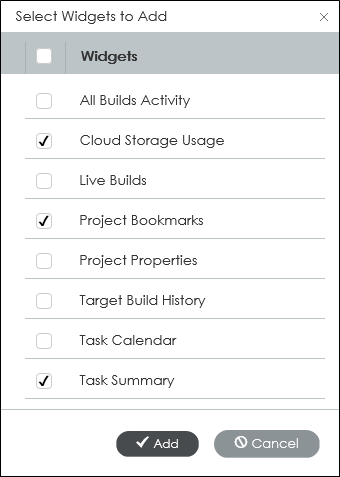 Select Widgets to Add
Widgets
All Builds Activity
Cloud Storage Usage
Live Builds
Project Bookmarks
Project Properties
Target Build History
Task Calendar
Task Summary
Add Cancel